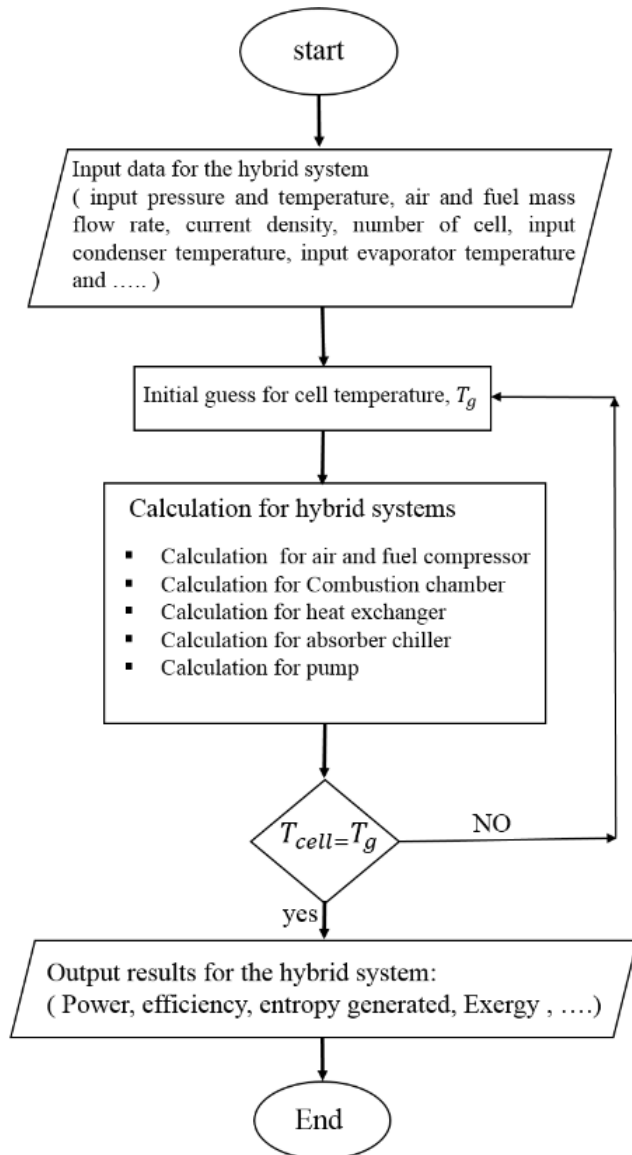 start
Input data for the hybrid system
( input pressure and temperature, air and fuel mass
flow rate, current density, number of cell, input
condenser temperature, input evaporator temperature
and ….. )
Initial guess for cell temperature, T_g
Calculation for hybrid systems
▪ Calculation for air and fuel compressor
▪ Calculation for Combustion chamber
▪ Calculation for heat exchanger
▪ Calculation for absorber chiller
▪ Calculation for pump
T_cell=T_g
NO
yes
Output results for the hybrid system:
( Power, efficiency, entropy generated, Exergy , ….)
End